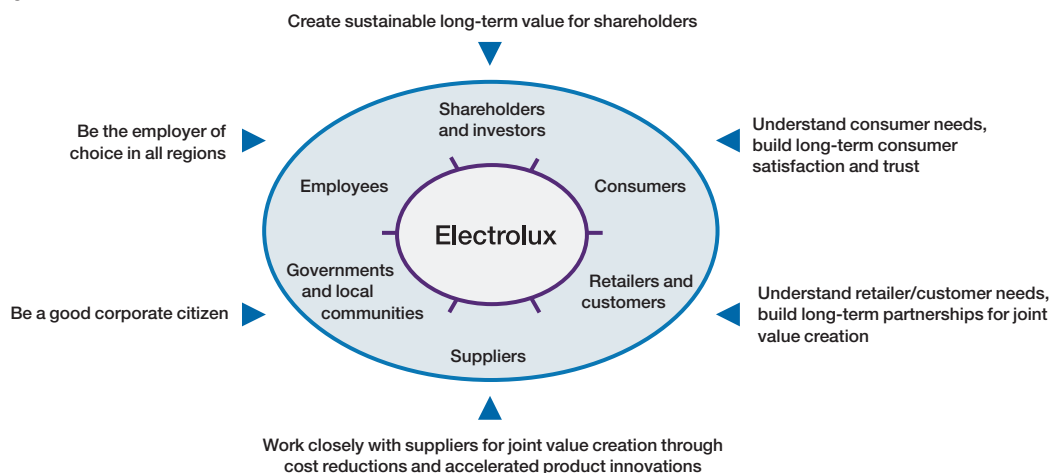 Create sustainable long-term value for shareholders
Shareholders
and investors
Be the employer of
choice in all regions
Understand consumer needs,
build long-term consumer
satisfaction and trust
Employees
Consumers
Electrolux
Governments
and local
communities
Retailers and
customers
Be a good corporate citizen
Understand retailer/customer needs,
build long-term partnerships for joint
value creation
Suppliers
Work closely with suppliers for joint value creation through
cost reductions and accelerated product innovations